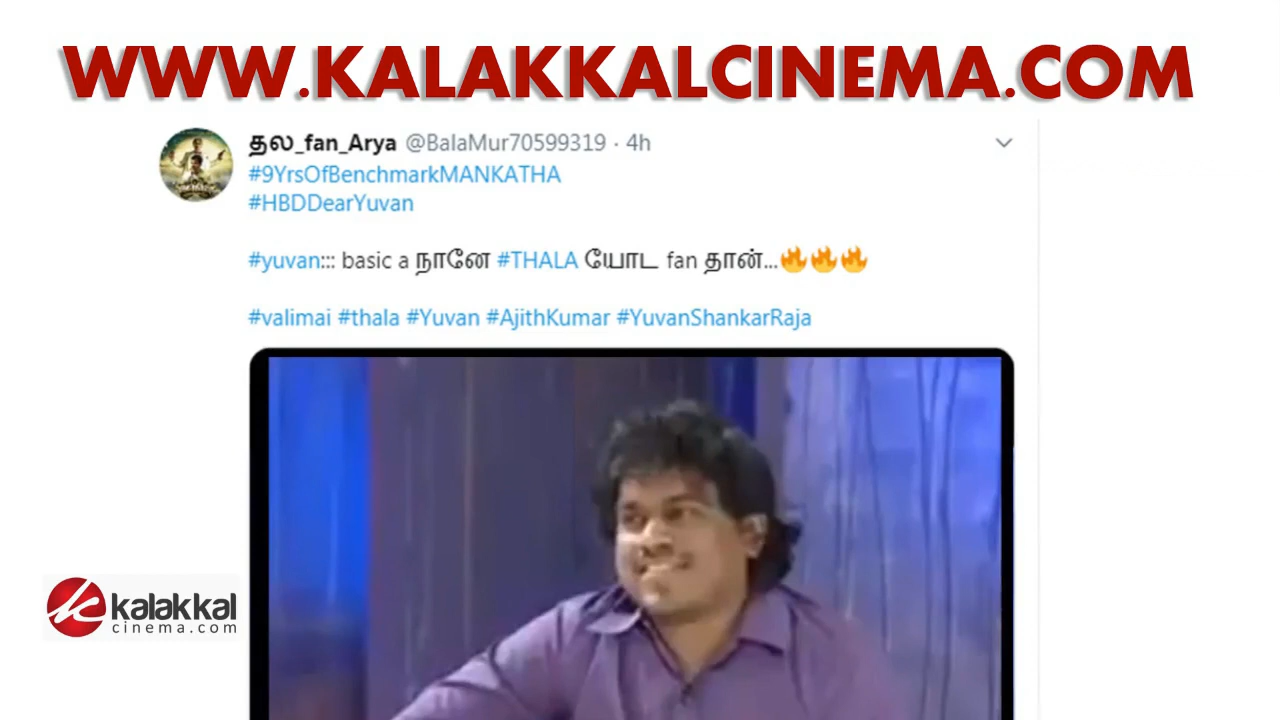 WWW.KALAKKALCINEMA.COM
தல_fan_Arya @BalaMur70599319 · 4h
#9YrsOfBenchmarkMANKATHA
#HBDDearYuvan
#yuvan::: basic a நானே #THALA யோட fan தான்...🔥🔥🔥
#valimai #thala #Yuvan #AjithKumar #YuvanShankarRaja
kalakkal
cinema.com